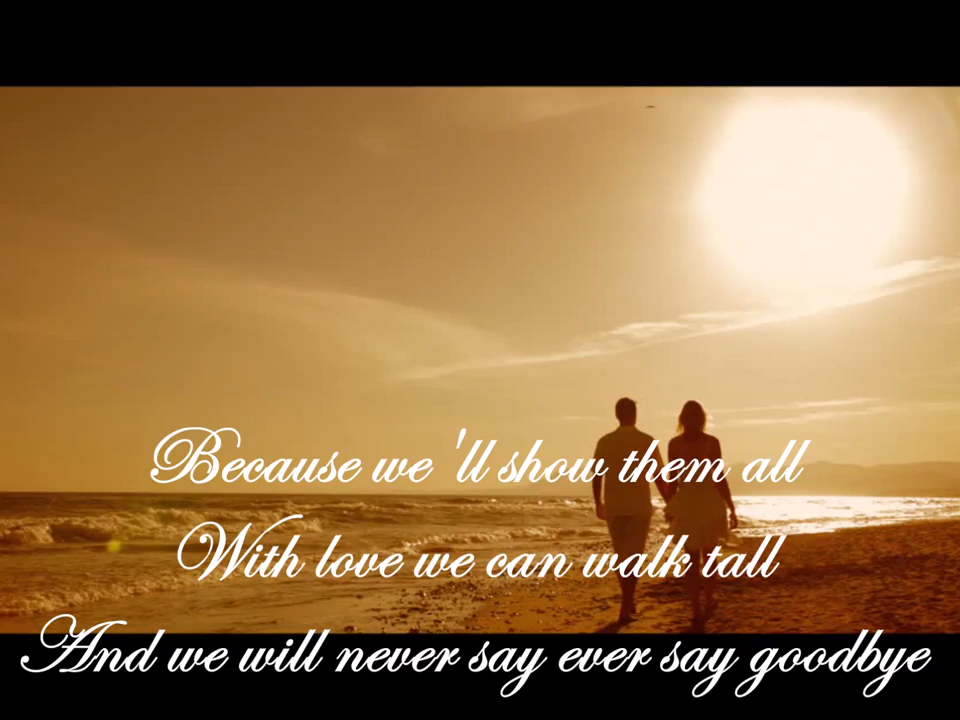 Because we 'll show them all
With love we can walk tall
And we will never say ever say goodbye